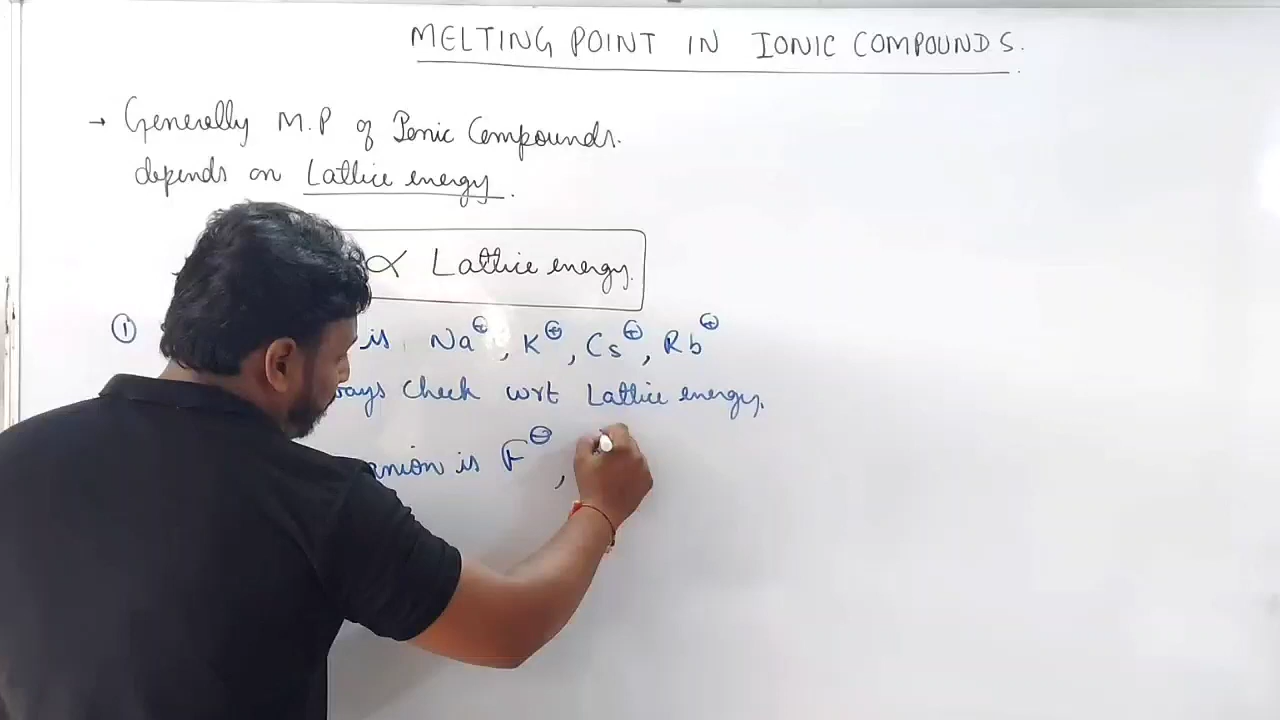 MELTING POINT IN IONIC COMPOUNDS.
→ Generally M.P of Ionic Compounds.
depends on Lattice energy.
∝ Lattice energy.
① is Na⊕, K⊕, Cs⊕, Rb⊕
check wrt Lattice energy.
anion is F⊖,